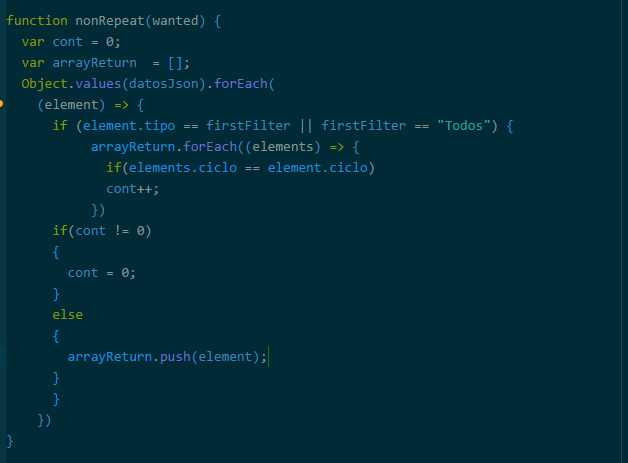 function nonRepeat(wanted) {
  var cont = 0;
  var arrayReturn  = [];
  Object.values(datosJson).forEach(
    (element) => {
      if (element.tipo == firstFilter || firstFilter == "Todos") {
           arrayReturn.forEach((elements) => {
             if(elements.ciclo == element.ciclo)
             cont++;
           })
      if(cont != 0)
      {
        cont = 0;
      }
      else
      {
        arrayReturn.push(element);
      }
      }
    })
}